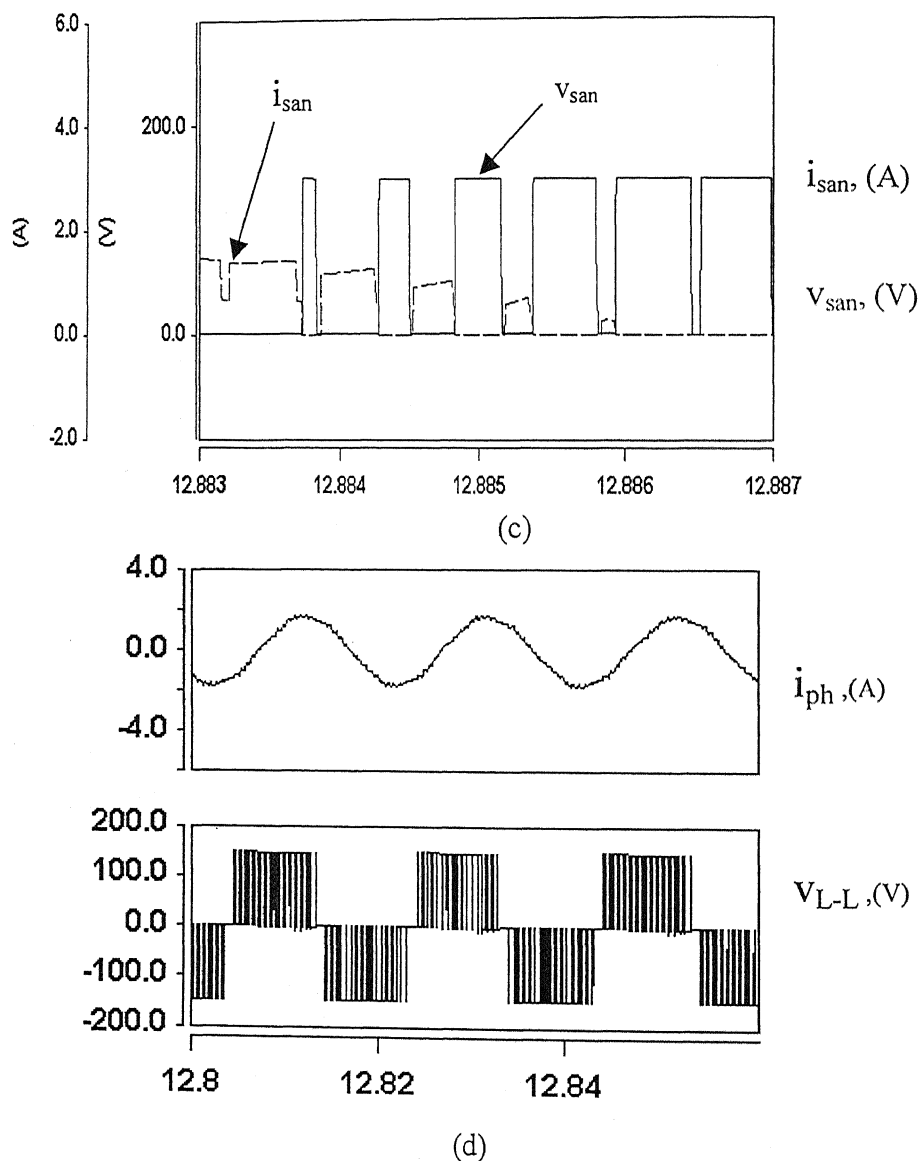 6.0
4.0
2.0
0.0
-2.0
(A)
200.0
0.0
(V)
i_san
v_san
i_san, (A)
v_san, (V)
12.883 12.884 12.885 12.886 12.887
(c)
4.0
0.0
-4.0
i_ph ,(A)
200.0
100.0
0.0
-100.0
-200.0
v_L-L ,(V)
12.8 12.82 12.84
(d)